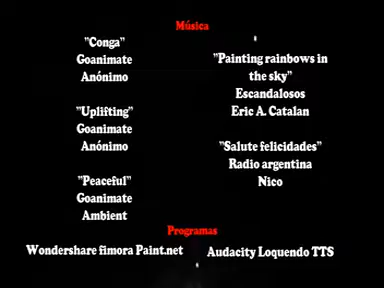 Música
"Conga"
Goanimate
Anónimo
"Uplifting"
Goanimate
Anónimo
"Peaceful"
Goanimate
Ambient
"Painting rainbows in
the sky"
Escandalosos
Eric A. Catalan
"Salute felicidades"
Radio argentina
Nico
Programas
Wondershare fimora Paint.net
Audacity Loquendo TTS